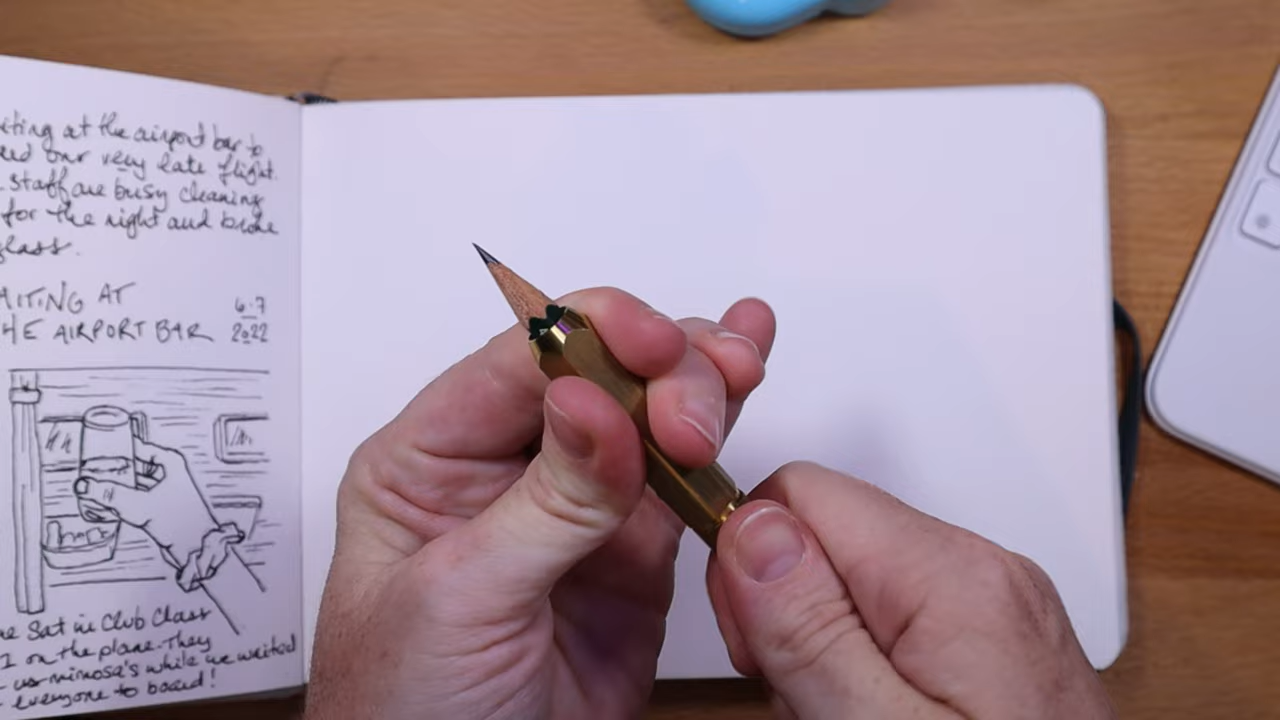 at the airport bar to
our very late flight.
Staff are busy cleaning
for the night and broke
glass.
AITING AT
HE AIRPORT BAR
6.7
2022
Sat in Club Class
on the plane. They
us mimosa's while we waited
everyone to board!